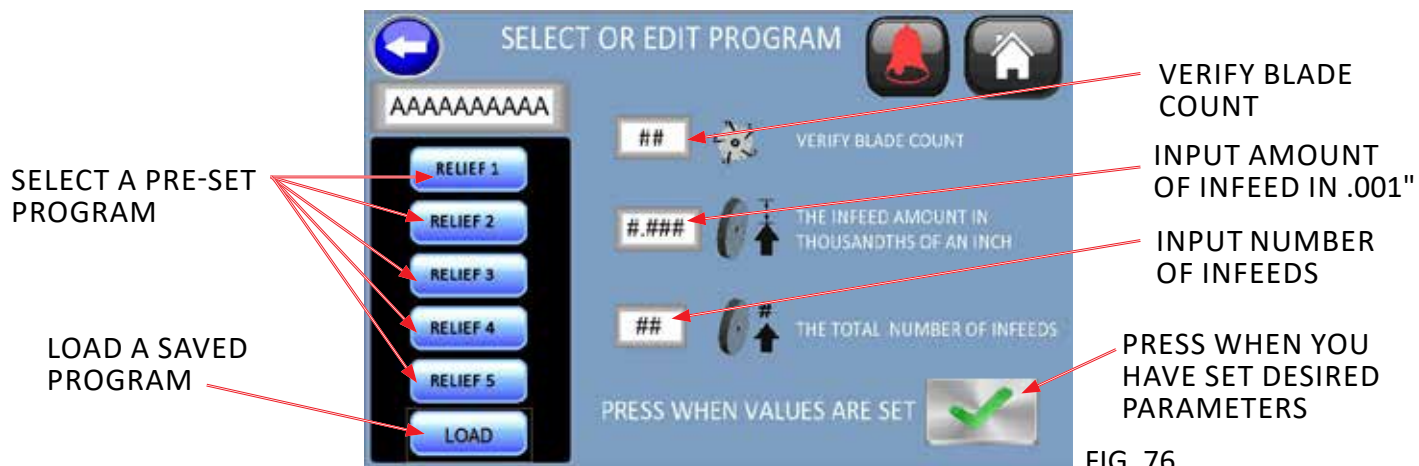 SELECT OR EDIT PROGRAM
AAAAAAAAAA
RELIEF 1
RELIEF 2
RELIEF 3
RELIEF 4
RELIEF 5
LOAD
##
VERIFY BLADE COUNT
#.###
THE INFEED AMOUNT IN
THOUSANDTHS OF AN INCH
##
#
THE TOTAL NUMBER OF INFEEDS
PRESS WHEN VALUES ARE SET
SELECT A PRE-SET
PROGRAM
LOAD A SAVED
PROGRAM
VERIFY BLADE
COUNT
INPUT AMOUNT
OF INFEED IN .001"
INPUT NUMBER
OF INFEEDS
PRESS WHEN YOU
HAVE SET DESIRED
PARAMETERS
FIG. 76